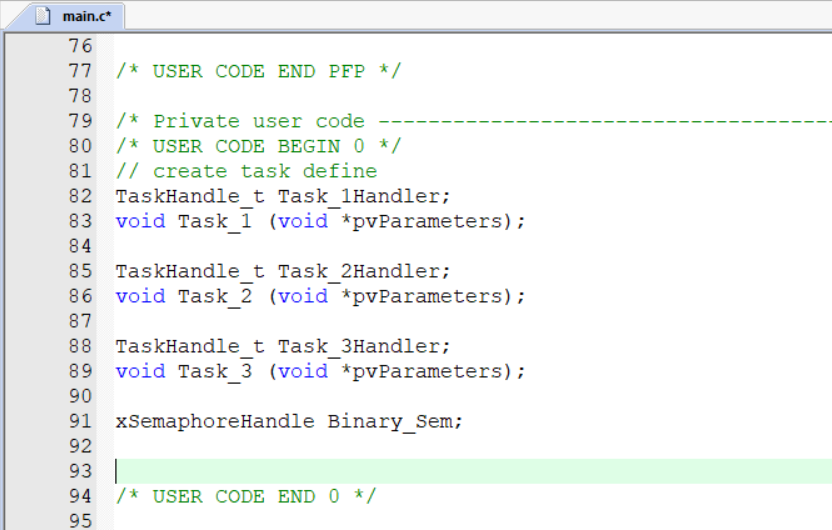 main.c*
76
77 /* USER CODE END PFP */
78
79 /* Private user code -------------------------------------
80 /* USER CODE BEGIN 0 */
81 // create task define
82 TaskHandle_t Task_1Handler;
83 void Task_1 (void *pvParameters);
84
85 TaskHandle_t Task_2Handler;
86 void Task_2 (void *pvParameters);
87
88 TaskHandle_t Task_3Handler;
89 void Task_3 (void *pvParameters);
90
91 xSemaphoreHandle Binary_Sem;
92
93
94 /* USER CODE END 0 */
95